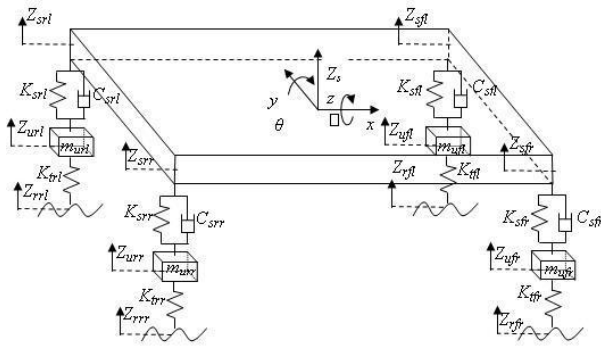 Z_srl
Z_sfl
Z_s
K_srl
C_srl
K_sfl
C_sfl
y
z
θ
x
Z_url
m_url
Z_ufl
m_ufl
Z_srr
Z_sfr
K_trl
Z_rfl
K_tfl
Z_rrl
K_srr
C_srr
K_sfr
C_sfr
Z_urr
m_urr
Z_ufr
m_ufr
K_trr
K_tfr
Z_rrr
Z_rfr